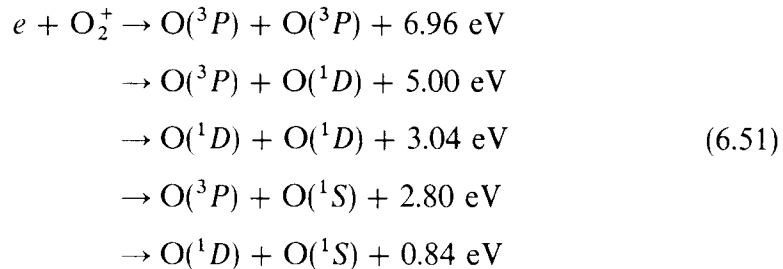 e + O₂⁺ → O(³P) + O(³P) + 6.96 eV
→ O(³P) + O(¹D) + 5.00 eV
→ O(¹D) + O(¹D) + 3.04 eV (6.51)
→ O(³P) + O(¹S) + 2.80 eV
→ O(¹D) + O(¹S) + 0.84 eV